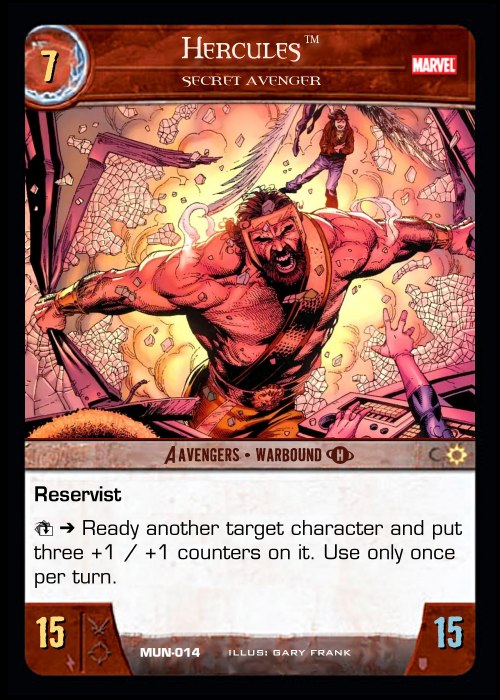 7
HERCULES™
SECRET AVENGER
MARVEL
A AVENGERS • WARBOUND H
C
Reservist
➔ Ready another target character and put
three +1 / +1 counters on it. Use only once
per turn.
15
MUN-014 ILLUS: GARY FRANK
15